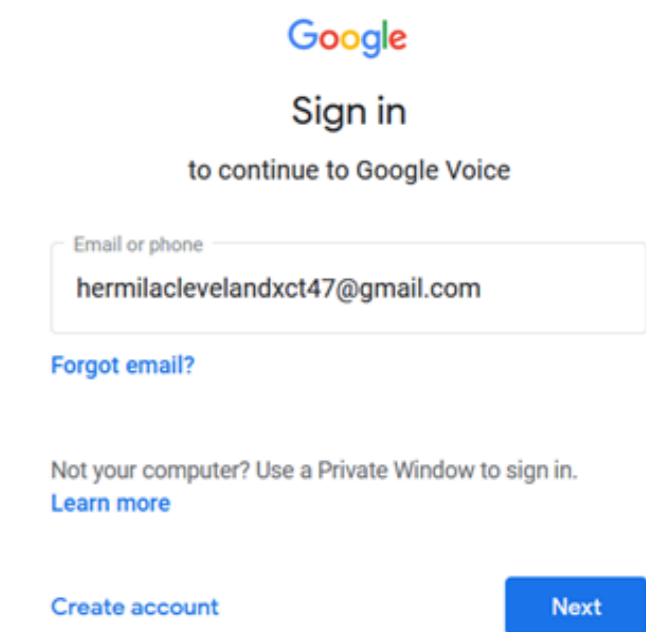 Google
Sign in
to continue to Google Voice
Email or phone
hermilaclevelandxct47@gmail.com
Forgot email?
Not your computer? Use a Private Window to sign in.
Learn more
Create account
Next